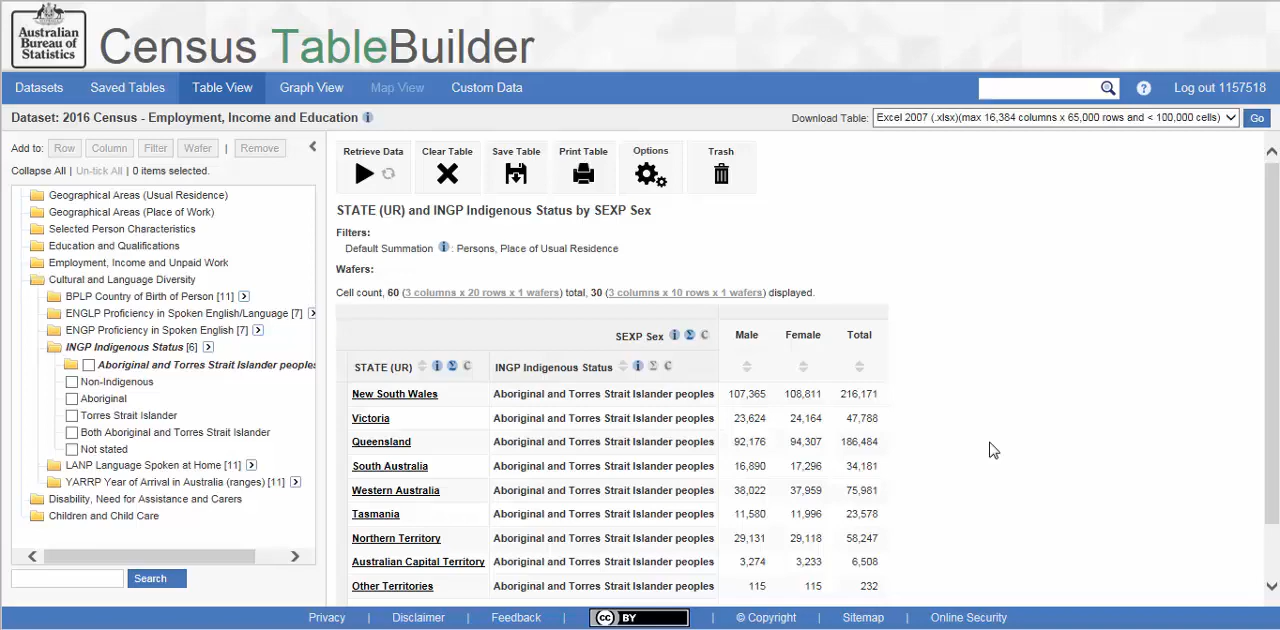 Australian
Bureau of
Statistics
Census TableBuilder
Datasets Saved Tables Table View Graph View Map View Custom Data ? Log out 1157518
Dataset: 2016 Census - Employment, Income and Education i Download Table: Excel 2007 (.xlsx)(max 16,384 columns x 65,000 rows and < 100,000 cells) Go
Add to: Row Column Filter Wafer | Remove
Collapse All | Un-tick All | 0 items selected.
Geographical Areas (Usual Residence)
Geographical Areas (Place of Work)
Selected Person Characteristics
Education and Qualifications
Employment, Income and Unpaid Work
Cultural and Language Diversity
BPLP Country of Birth of Person [11]
ENGLP Proficiency in Spoken English/Language [7]
ENGP Proficiency in Spoken English [7]
INGP Indigenous Status [6]
Aboriginal and Torres Strait Islander peoples
Non-Indigenous
Aboriginal
Torres Strait Islander
Both Aboriginal and Torres Strait Islander
Not stated
LANP Language Spoken at Home [11]
YARRP Year of Arrival in Australia (ranges) [11]
Disability, Need for Assistance and Carers
Children and Child Care
Search
Retrieve Data Clear Table Save Table Print Table Options Trash
STATE (UR) and INGP Indigenous Status by SEXP Sex
Filters:
Default Summation i : Persons, Place of Usual Residence
Wafers:
Cell count, 60 (3 columns x 20 rows x 1 wafers) total, 30 (3 columns x 10 rows x 1 wafers) displayed.
SEXP Sex i Σ C Male Female Total
STATE (UR) i Σ C INGP Indigenous Status i Σ C
New South Wales Aboriginal and Torres Strait Islander peoples 107,365 108,811 216,171
Victoria Aboriginal and Torres Strait Islander peoples 23,624 24,164 47,788
Queensland Aboriginal and Torres Strait Islander peoples 92,176 94,307 186,484
South Australia Aboriginal and Torres Strait Islander peoples 16,890 17,296 34,181
Western Australia Aboriginal and Torres Strait Islander peoples 38,022 37,959 75,981
Tasmania Aboriginal and Torres Strait Islander peoples 11,580 11,996 23,578
Northern Territory Aboriginal and Torres Strait Islander peoples 29,131 29,118 58,247
Australian Capital Territory Aboriginal and Torres Strait Islander peoples 3,274 3,233 6,508
Other Territories Aboriginal and Torres Strait Islander peoples 115 115 232
Privacy | Disclaimer | Feedback | cc BY | © Copyright | Sitemap | Online Security